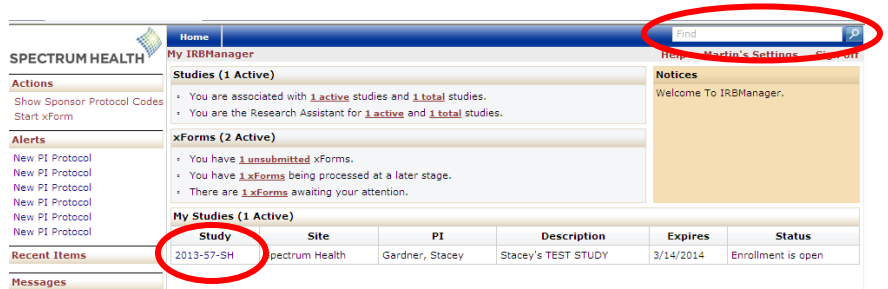 Home
Find
SPECTRUM HEALTH
My IRBManager
Help Martin's Settings Sign Off
Actions
Show Sponsor Protocol Codes
Start xForm
Alerts
New PI Protocol
New PI Protocol
New PI Protocol
New PI Protocol
New PI Protocol
New PI Protocol
Recent Items
Messages
Studies (1 Active)
You are associated with 1 active studies and 1 total studies.
You are the Research Assistant for 1 active and 1 total studies.
xForms (2 Active)
You have 1 unsubmitted xForms.
You have 1 xForms being processed at a later stage.
There are 1 xForms awaiting your attention.
Notices
Welcome To IRBManager.
My Studies (1 Active)
Study Site PI Description Expires Status
2013-57-SH Spectrum Health Gardner, Stacey Stacey's TEST STUDY 3/14/2014 Enrollment is open